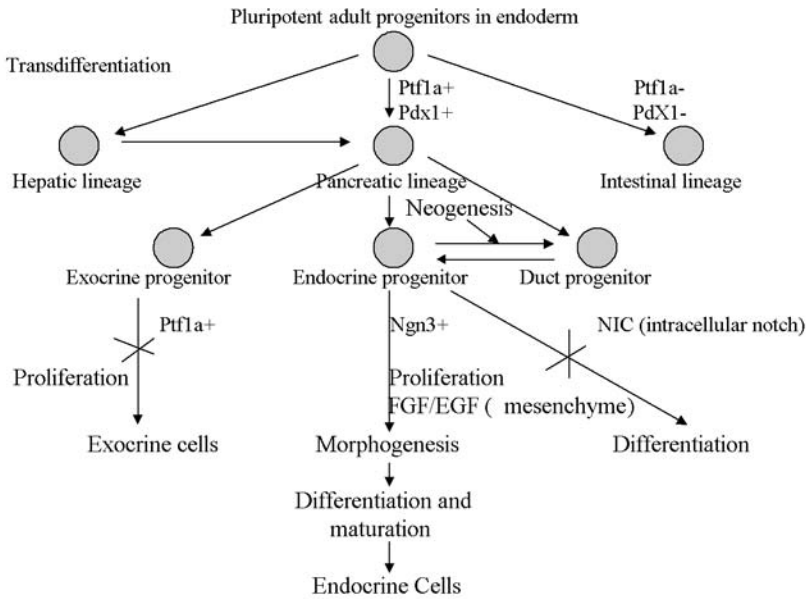 Pluripotent adult progenitors in endoderm
Transdifferentiation
Ptf1a+
Pdx1+
Ptf1a-
PdX1-
Hepatic lineage
Pancreatic lineage
Intestinal lineage
Neogenesis
Exocrine progenitor
Endocrine progenitor
Duct progenitor
Ptf1a+
Ngn3+
NIC (intracellular notch)
Proliferation
Proliferation
FGF/EGF ( mesenchyme)
Exocrine cells
Morphogenesis
Differentiation
Differentiation and
maturation
Endocrine Cells